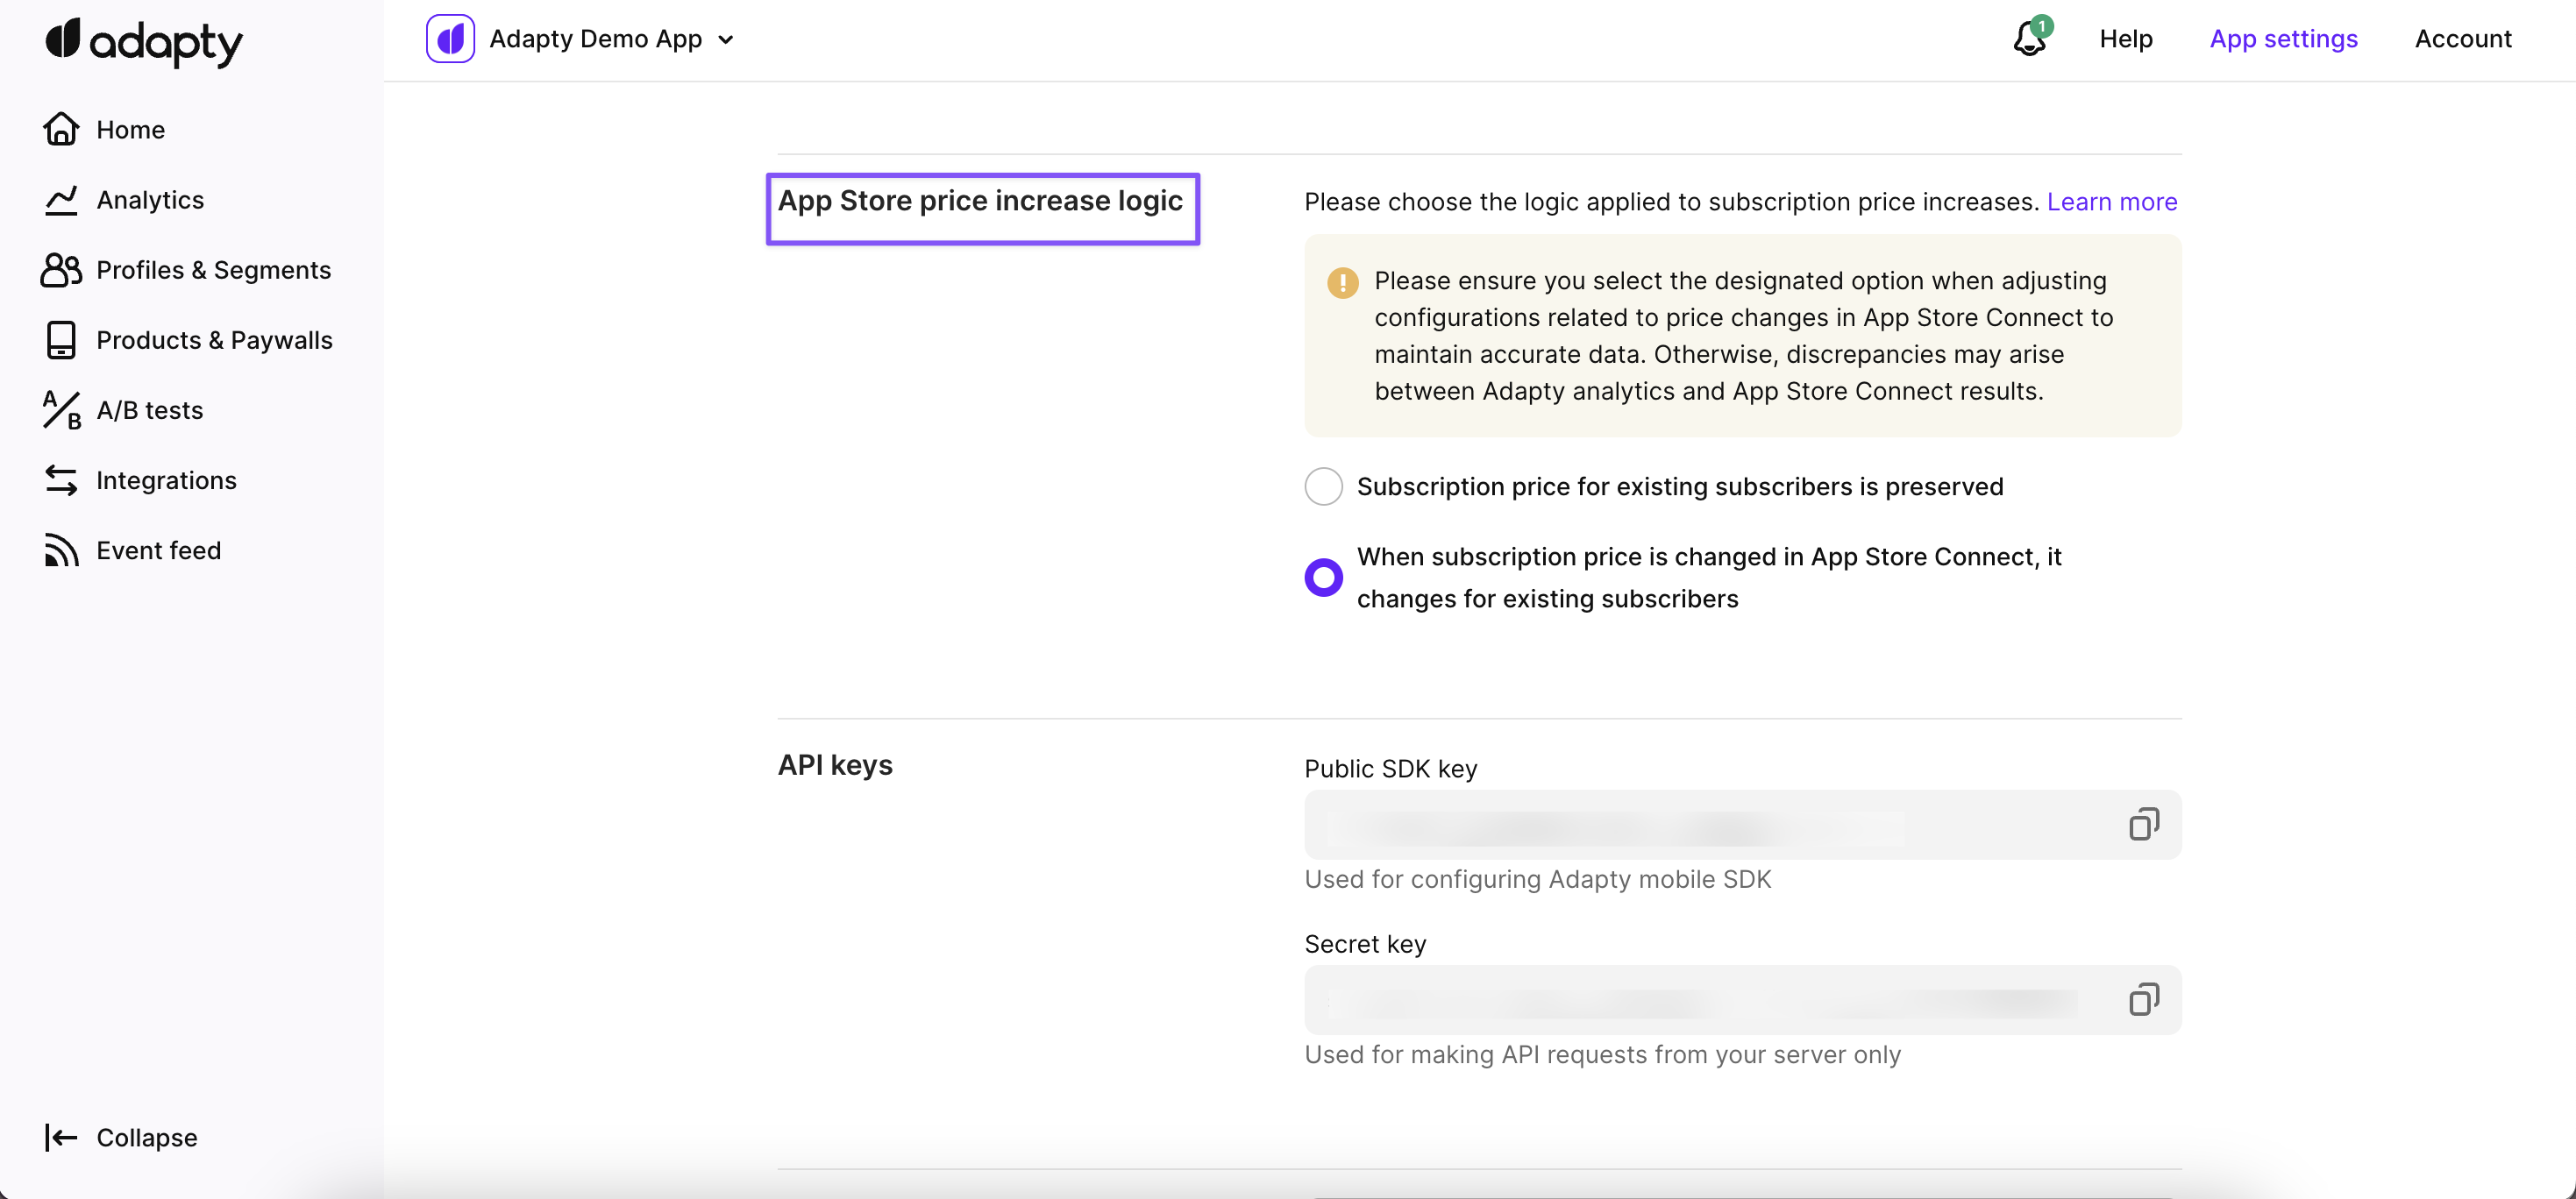 adapty
Adapty Demo App
1
Help
App settings
Account
Home
Analytics
Profiles & Segments
Products & Paywalls
A/B tests
Integrations
Event feed
Collapse
App Store price increase logic
Please choose the logic applied to subscription price increases. Learn more
Please ensure you select the designated option when adjusting
configurations related to price changes in App Store Connect to
maintain accurate data. Otherwise, discrepancies may arise
between Adapty analytics and App Store Connect results.
Subscription price for existing subscribers is preserved
When subscription price is changed in App Store Connect, it
changes for existing subscribers
API keys
Public SDK key
Used for configuring Adapty mobile SDK
Secret key
Used for making API requests from your server only